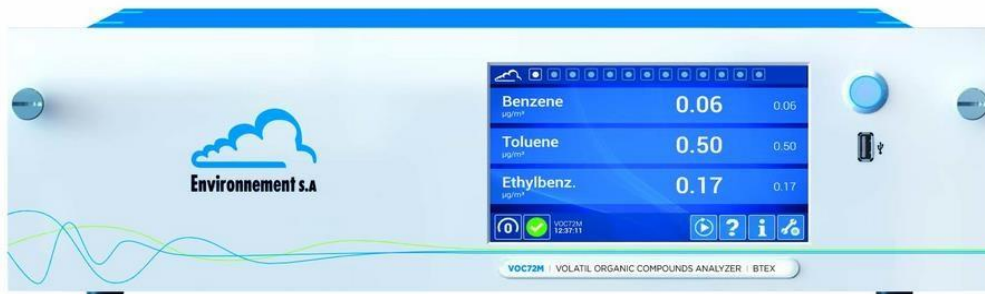 Environnement s.a
Benzene 0.06 0.06
µg/m³
Toluene 0.50 0.50
µg/m³
Ethylbenz. 0.17 0.17
µg/m³
0
VOC72M
12:37:11
? i
VOC72M | VOLATIL ORGANIC COMPOUNDS ANALYZER | BTEX